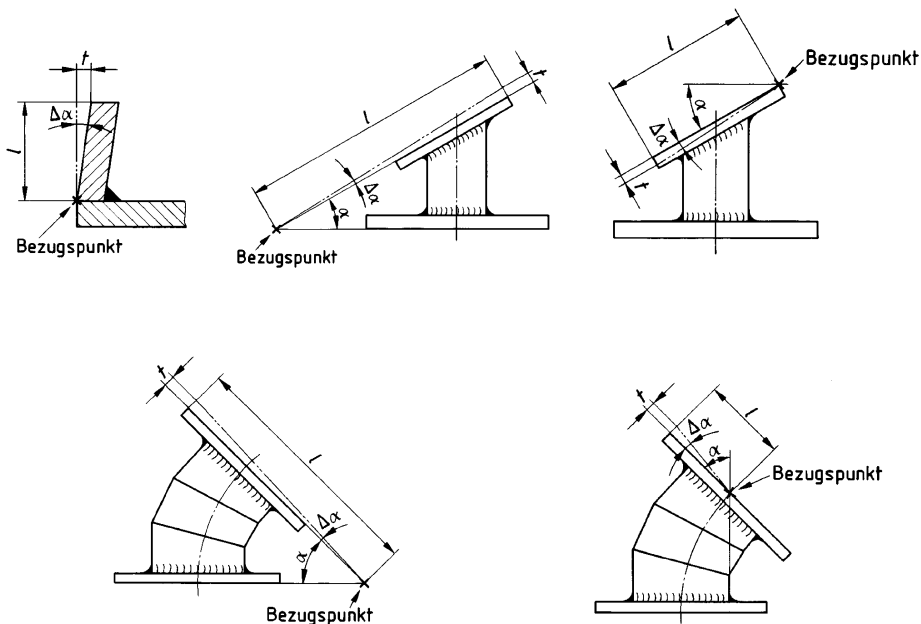 t
Δα
l
Bezugspunkt
l
t
Δα
α
Bezugspunkt
l
Bezugspunkt
α
Δα
t
t
l
Δα
α
Bezugspunkt
t
l
Δα
α
Bezugspunkt